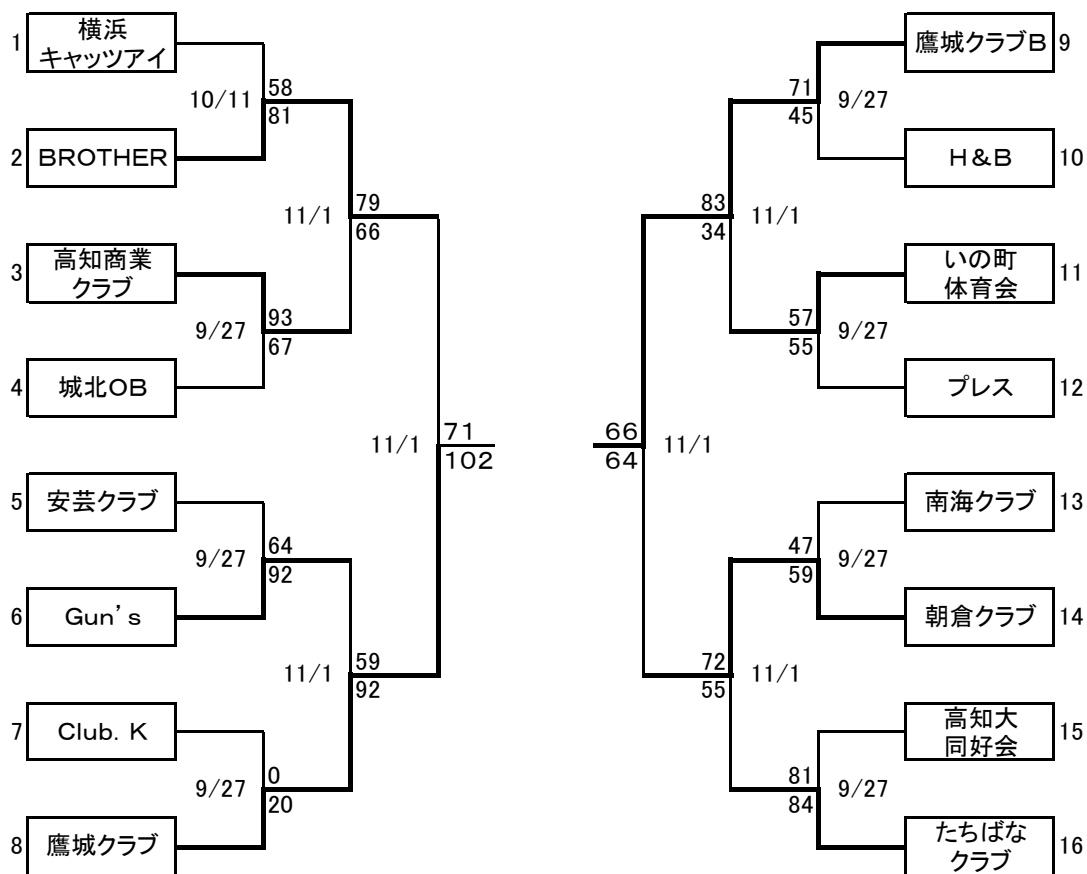 1
横浜
キャッツアイ
10/11
58
81
2
BROTHER
11/1
79
66
3
高知商業
クラブ
9/27
93
67
4
城北OB
11/1
71
102
5
安芸クラブ
9/27
64
92
6
Gun's
11/1
59
92
7
Club. K
9/27
0
20
8
鷹城クラブ
鷹城クラブB
9
71
45
9/27
H&B
10
83
34
11/1
いの町
体育会
11
57
55
9/27
プレス
12
66
64
11/1
南海クラブ
13
47
59
9/27
朝倉クラブ
14
72
55
11/1
高知大
同好会
15
81
84
9/27
たちばな
クラブ
16